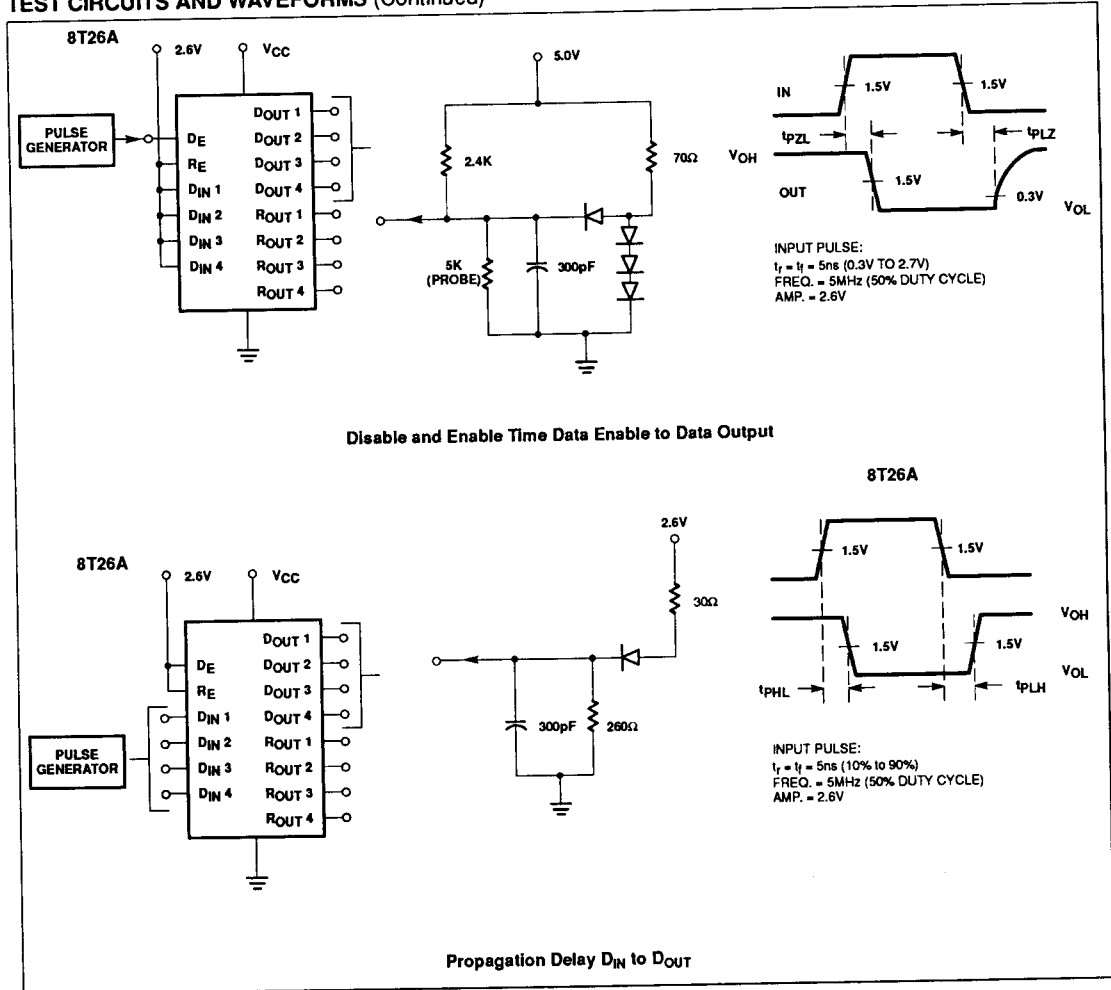 TEST CIRCUITS AND WAVEFORMS (Continued)
8T26A
2.6V
VCC
PULSE GENERATOR
DE
RE
DIN 1
DIN 2
DIN 3
DIN 4
DOUT 1
DOUT 2
DOUT 3
DOUT 4
ROUT 1
ROUT 2
ROUT 3
ROUT 4
5.0V
2.4K
70Ω
5K
(PROBE)
300pF
IN
1.5V
1.5V
tPZL
tPLZ
VOH
OUT
1.5V
0.3V
VOL
INPUT PULSE:
tr = tf = 5ns (0.3V TO 2.7V)
FREQ. = 5MHz (50% DUTY CYCLE)
AMP. = 2.6V
Disable and Enable Time Data Enable to Data Output
8T26A
2.6V
VCC
PULSE GENERATOR
DE
RE
DIN 1
DIN 2
DIN 3
DIN 4
DOUT 1
DOUT 2
DOUT 3
DOUT 4
ROUT 1
ROUT 2
ROUT 3
ROUT 4
2.6V
30Ω
300pF
260Ω
8T26A
1.5V
1.5V
VOH
1.5V
1.5V
VOL
tPHL
tPLH
INPUT PULSE:
tr = tf = 5ns (10% to 90%)
FREQ. = 5MHz (50% DUTY CYCLE)
AMP. = 2.6V
Propagation Delay DIN to DOUT